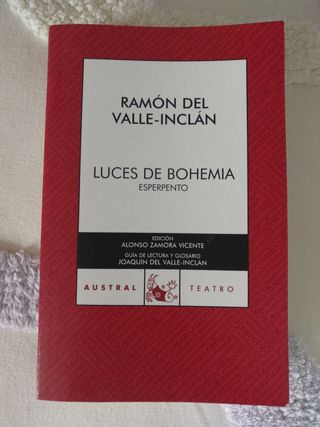 RAMÓN DEL
VALLE-INCLÁN
LUCES DE BOHEMIA
ESPERPENTO
EDICIÓN
ALONSO ZAMORA VICENTE
GUÍA DE LECTURA Y GLOSARIO
JOAQUÍN DEL VALLE-INCLÁN
AUSTRAL TEATRO